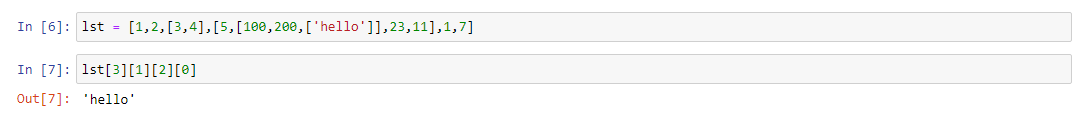 In [6]: lst = [1,2,[3,4],[5,[100,200,['hello']],23,11],1,7]
In [7]: lst[3][1][2][0]
Out[7]: 'hello'